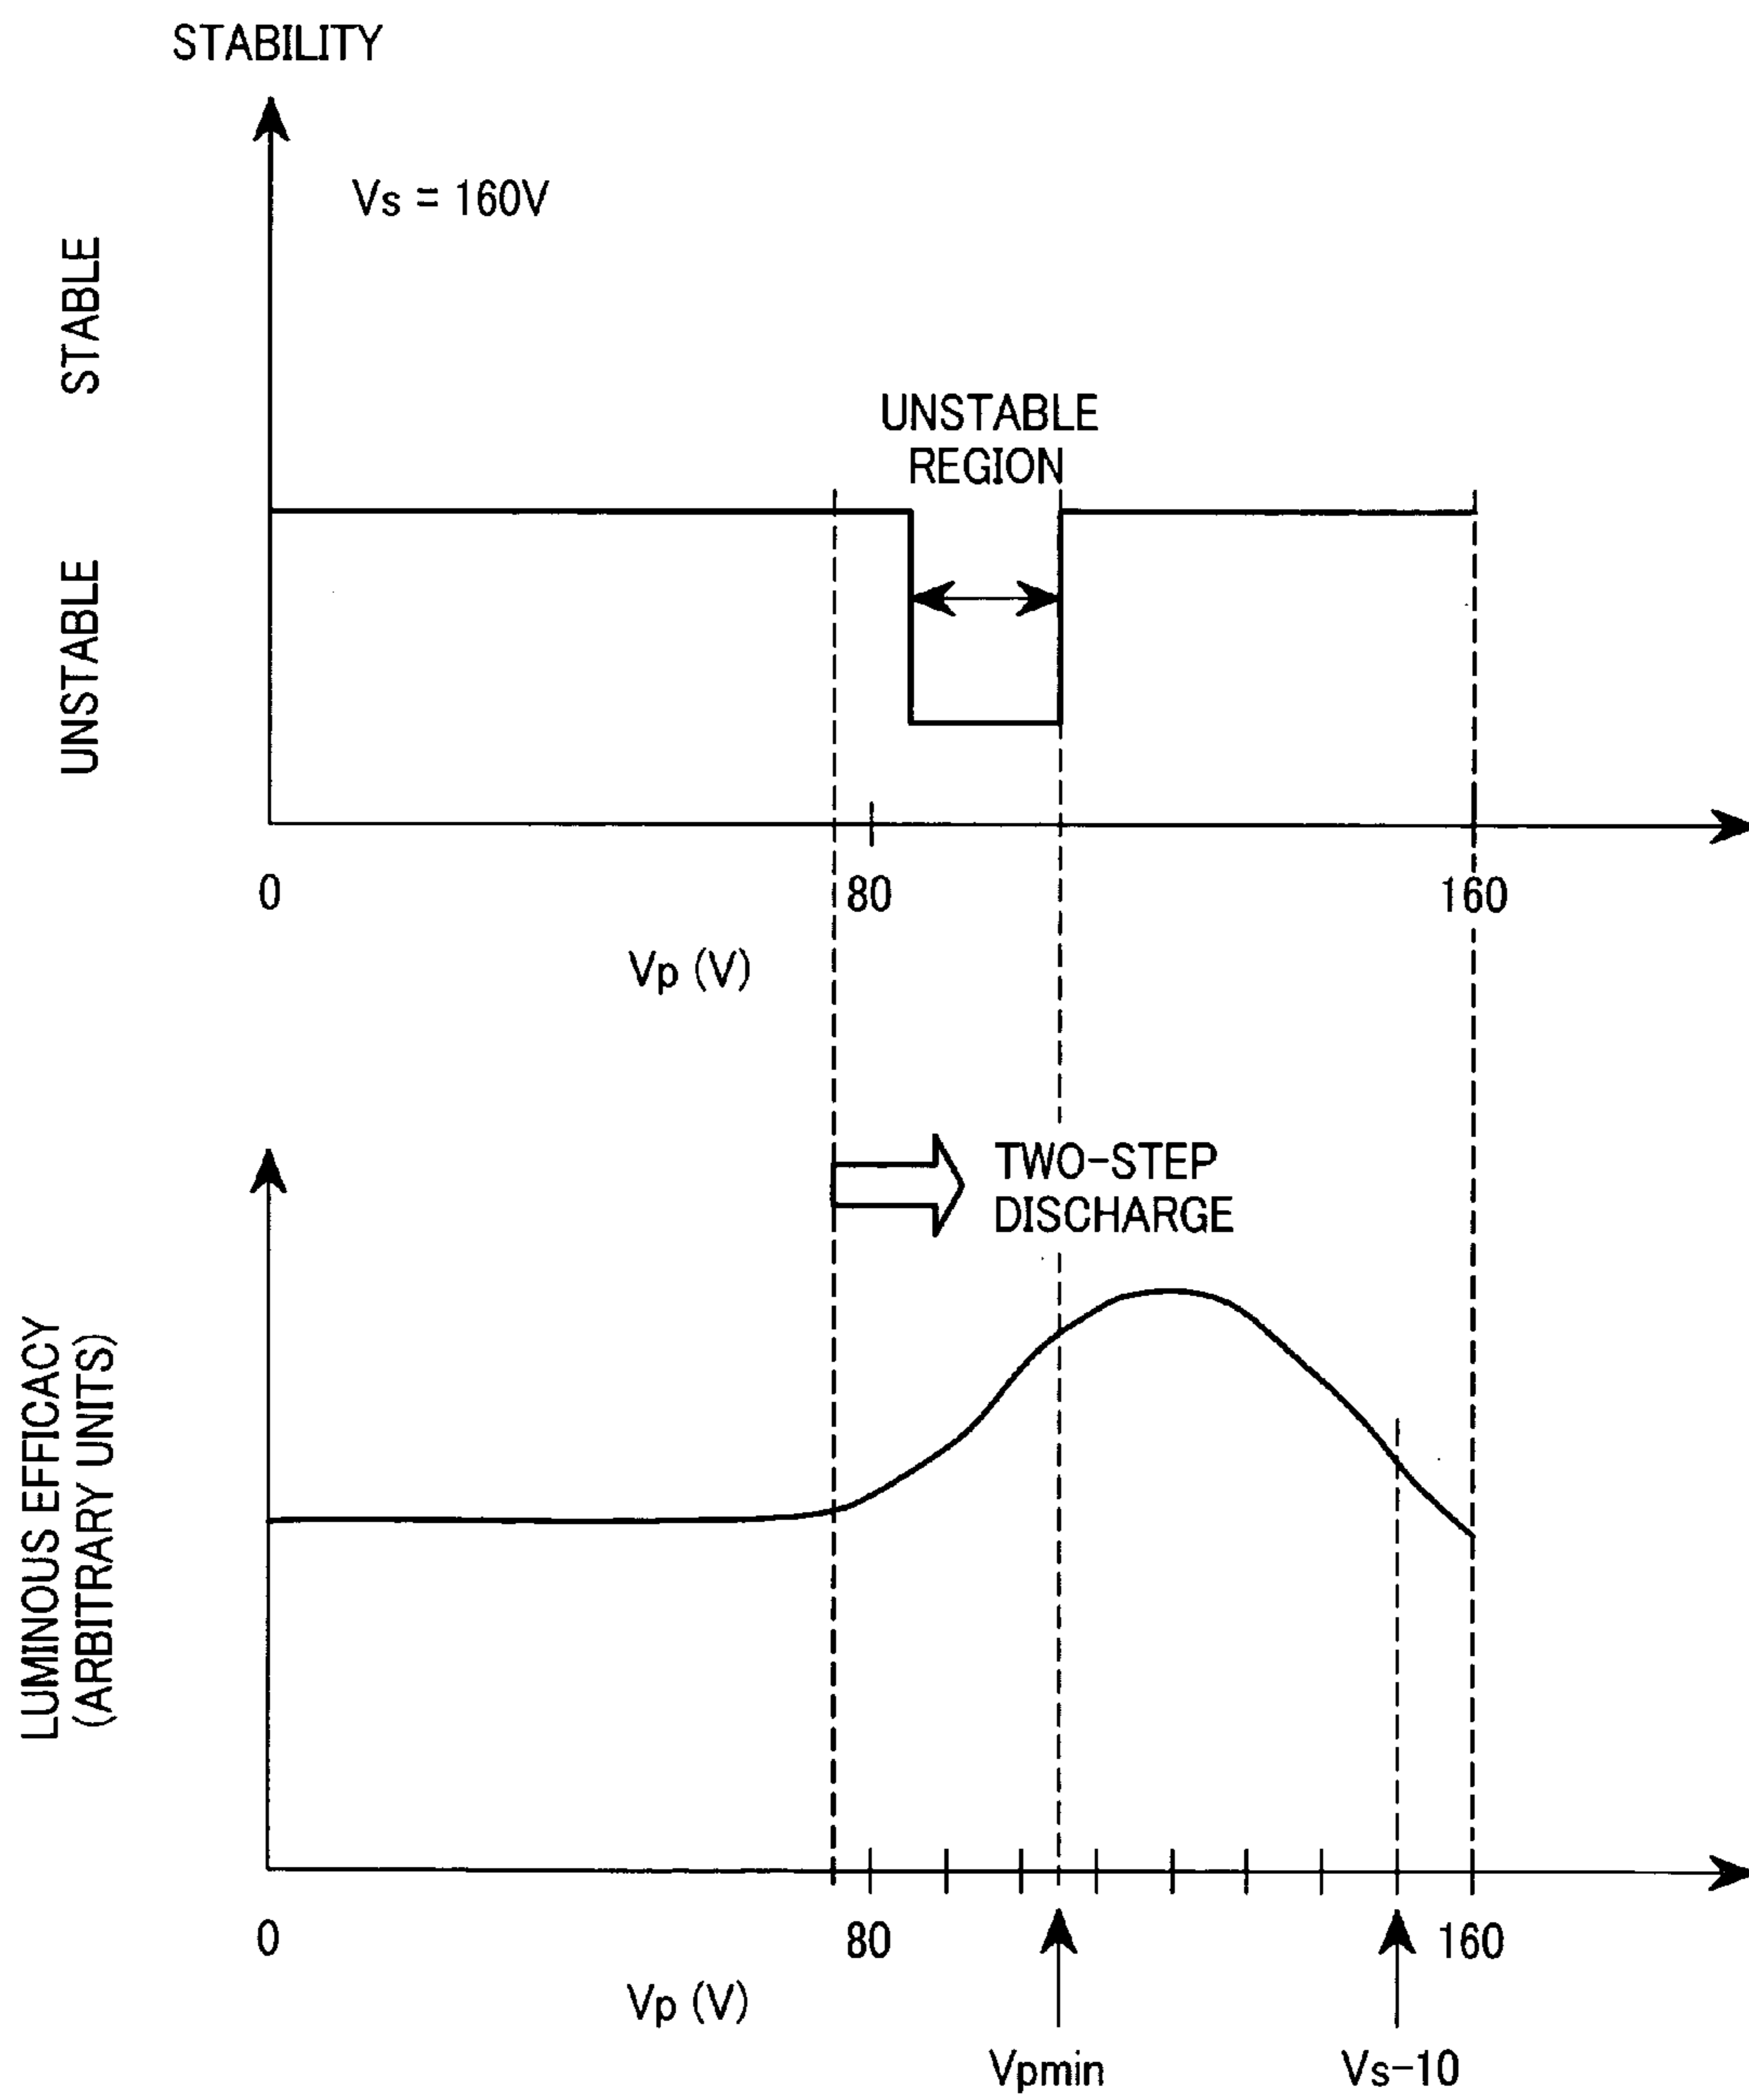 STABILITY
Vs = 160V
STABLE
UNSTABLE
UNSTABLE
REGION
0
80
160
Vp (V)
TWO-STEP
DISCHARGE
LUMINOUS EFFICACY
(ARBITRARY UNITS)
0
80
160
Vp (V)
Vpmin
Vs-10